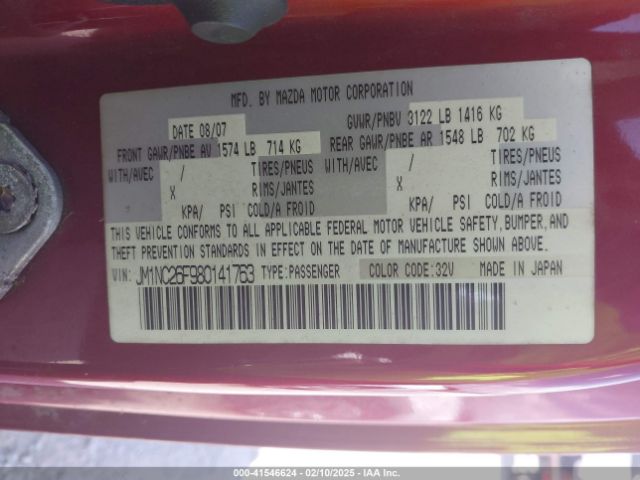 MFD. BY MAZDA MOTOR CORPORATION
DATE 08/07 GVWR/PNBV 3122 LB 1416 KG
FRONT GAWR/PNBE AV 1574 LB 714 KG REAR GAWR/PNBE AR 1548 LB 702 KG
WITH/AVEC / TIRES/PNEUS WITH/AVEC / TIRES/PNEUS
X RIMS/JANTES X RIMS/JANTES
KPA/ PSI COLD/A FROID KPA/ PSI COLD/A FROID
THIS VEHICLE CONFORMS TO ALL APPLICABLE FEDERAL MOTOR VEHICLE SAFETY, BUMPER, AND
THEFT PREVENTION STANDARDS IN EFFECT ON THE DATE OF MANUFACTURE SHOWN ABOVE.
VIN: JM1NC26F980141763 TYPE:PASSENGER COLOR CODE:32V MADE IN JAPAN
000-41546624 - 02/10/2025 - IAA Inc.